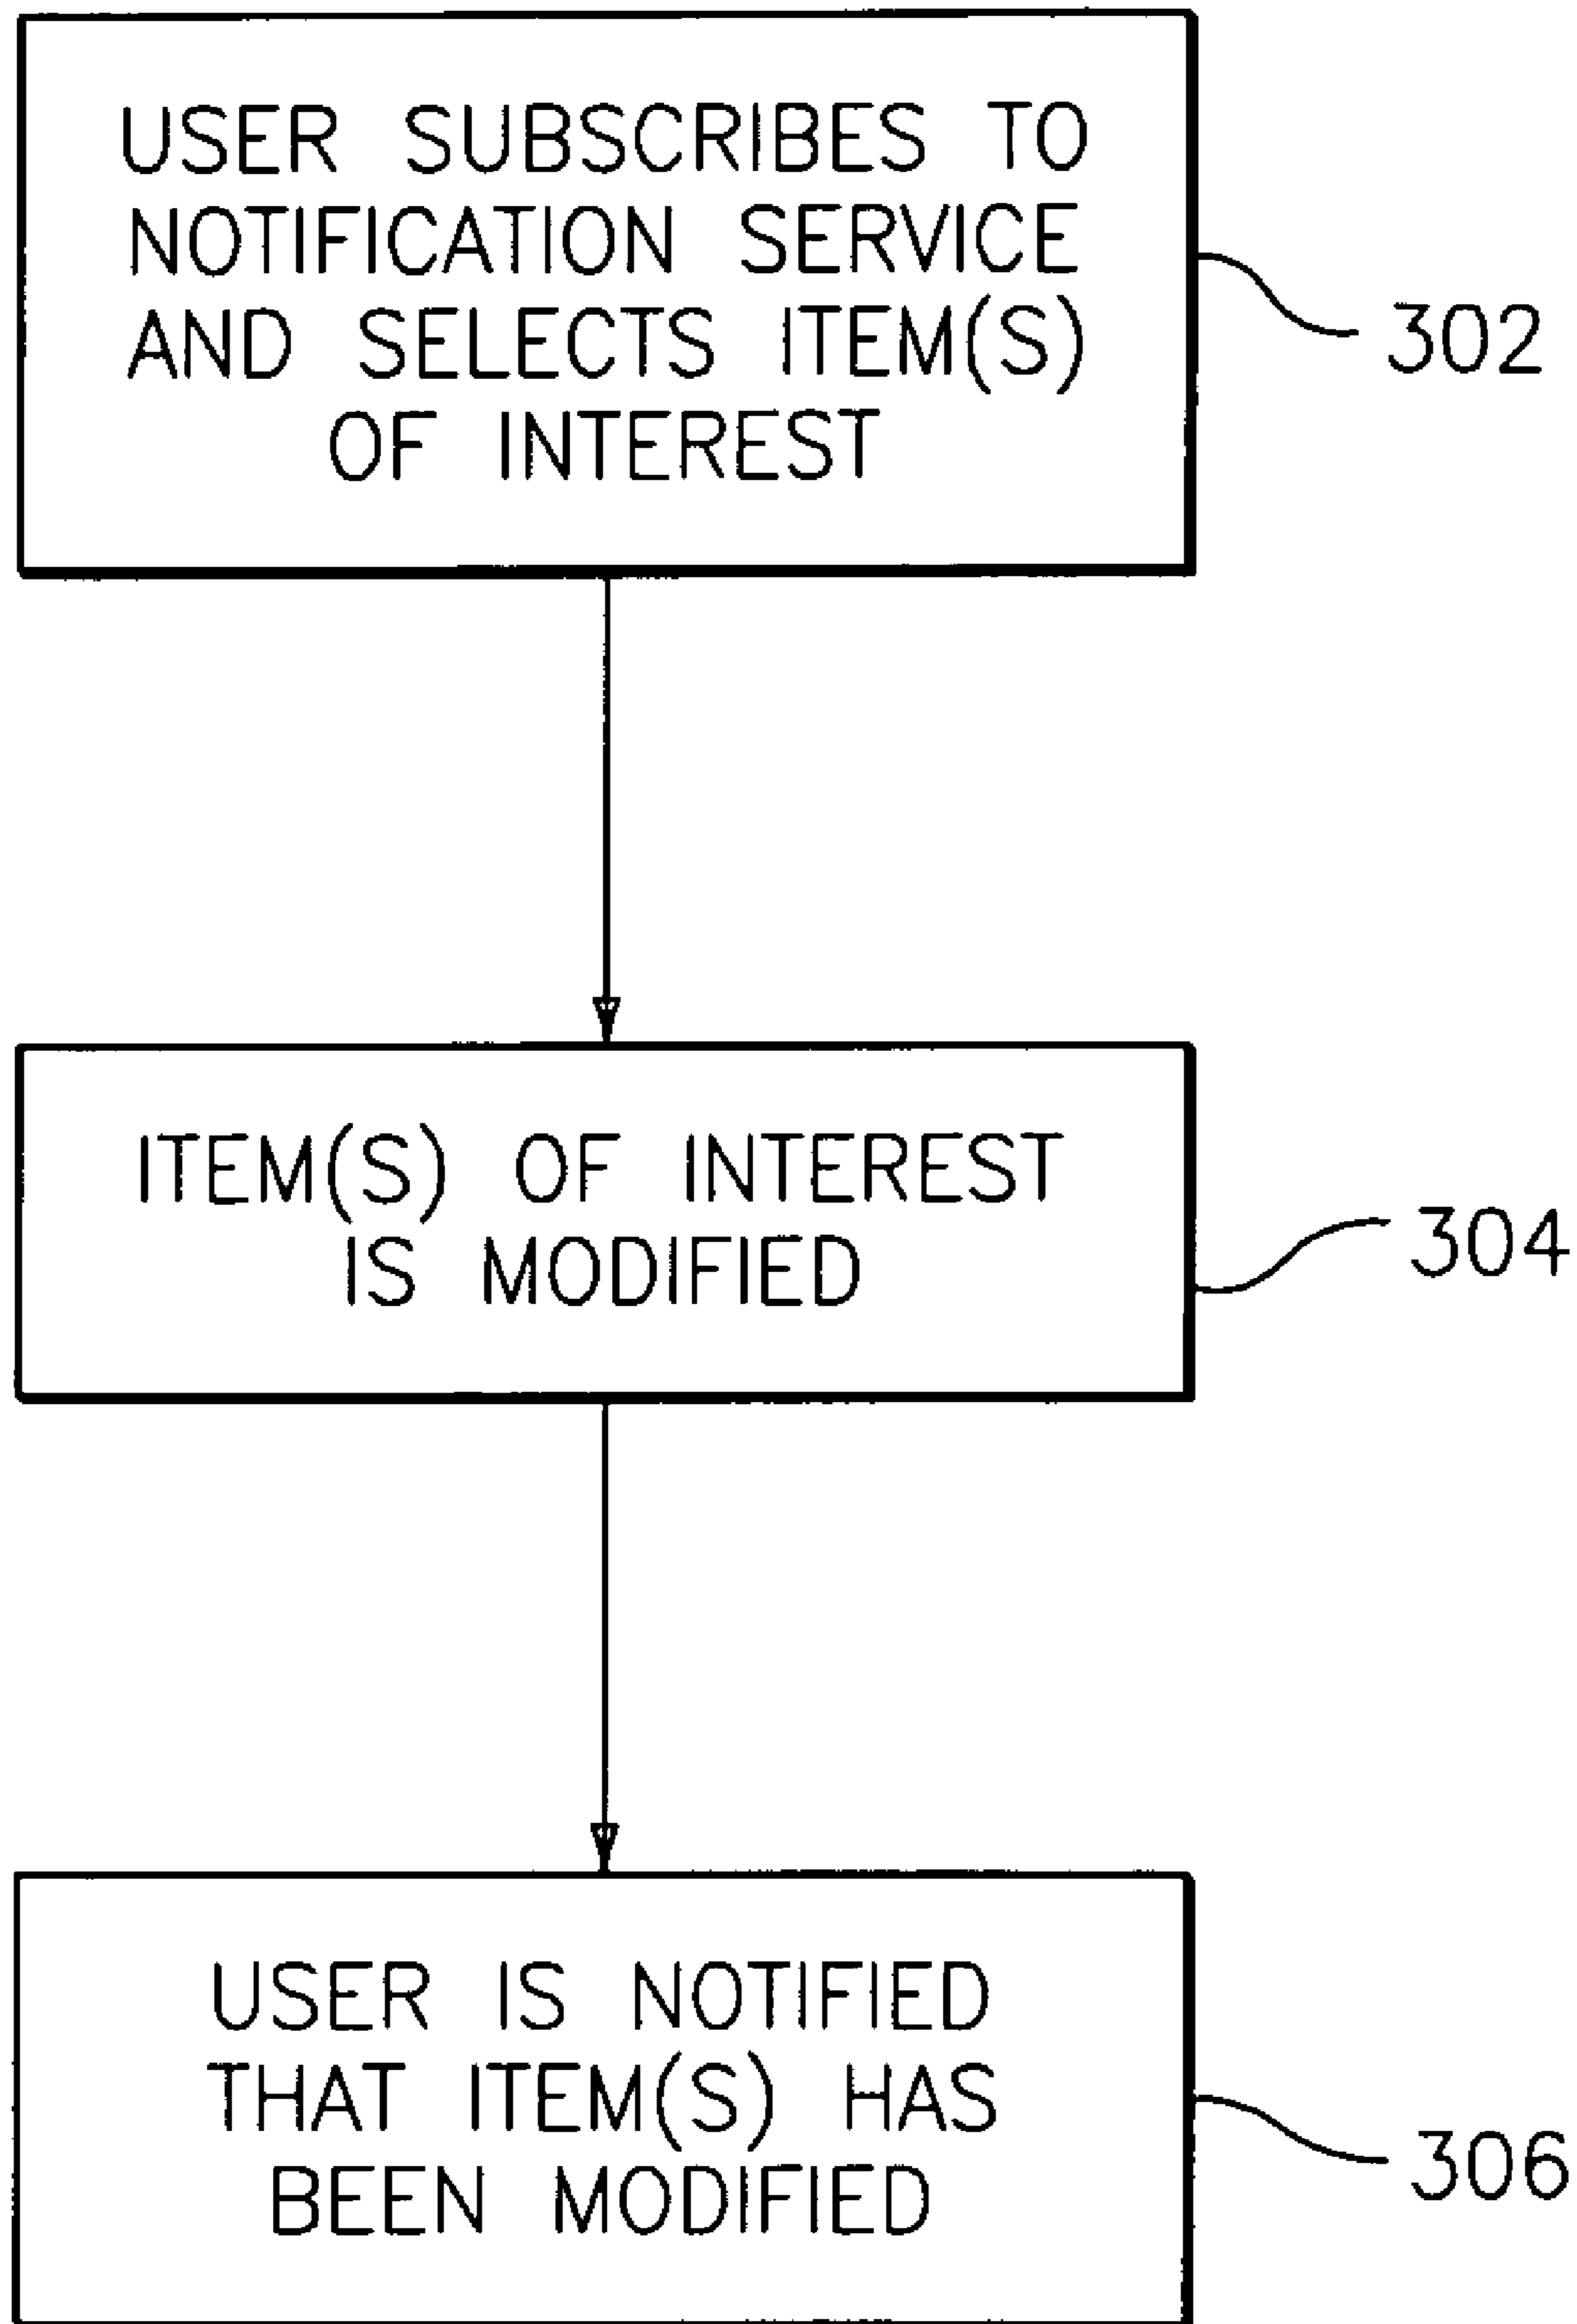 USER SUBSCRIBES TO
NOTIFICATION SERVICE
AND SELECTS ITEM(S)
OF INTEREST
302
ITEM(S) OF INTEREST
IS MODIFIED
304
USER IS NOTIFIED
THAT ITEM(S) HAS
BEEN MODIFIED
306